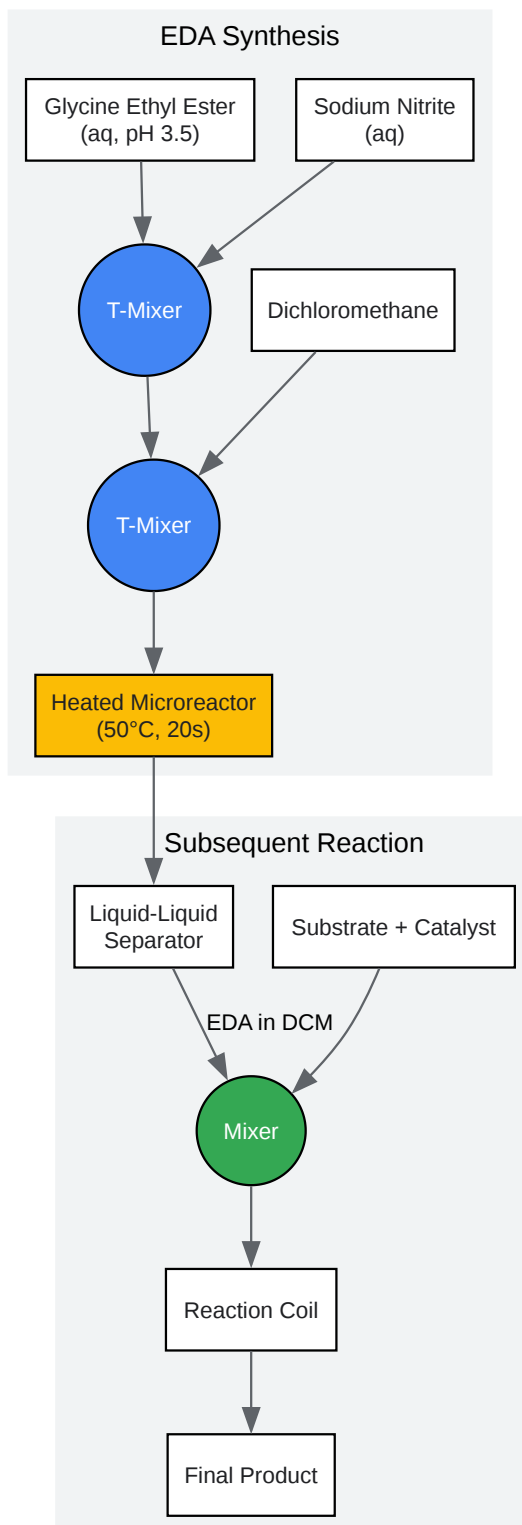 EDA Synthesis
Glycine Ethyl Ester
(aq, pH 3.5)
Sodium Nitrite
(aq)
T-Mixer
Dichloromethane
T-Mixer
Heated Microreactor
(50°C, 20s)
Subsequent Reaction
Liquid-Liquid
Separator
Substrate + Catalyst
EDA in DCM
Mixer
Reaction Coil
Final Product